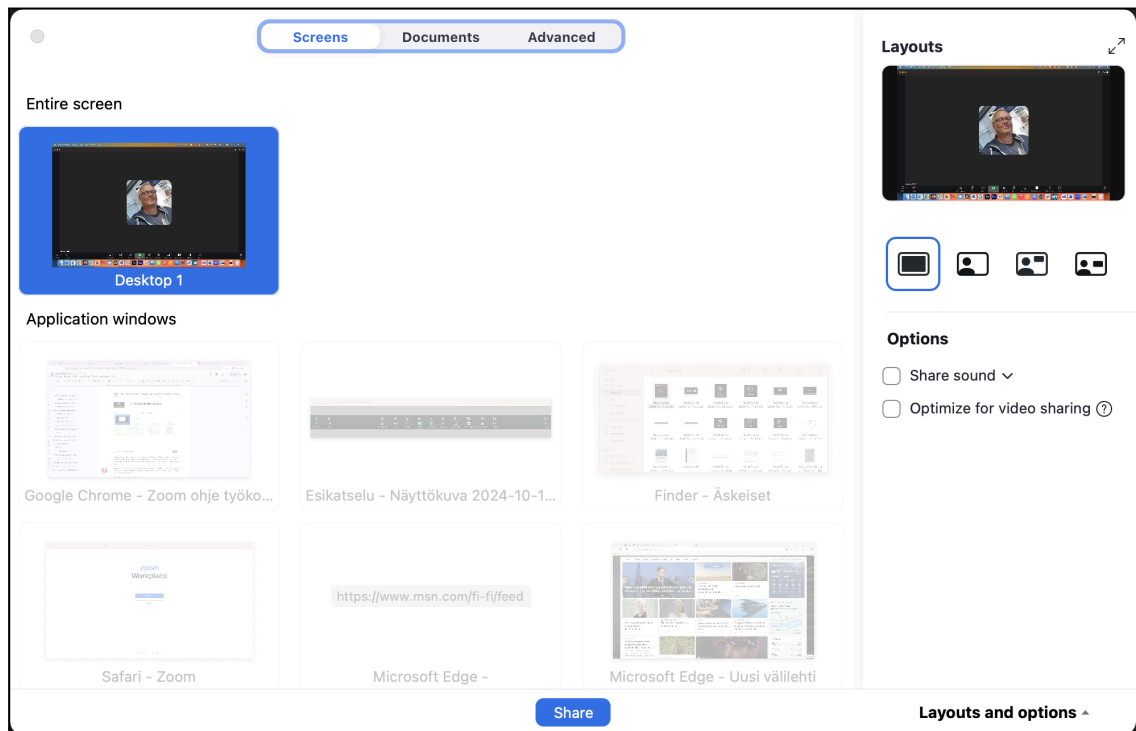 Screens
Documents
Advanced
Layouts
Entire screen
Desktop 1
Application windows
Options
Share sound
Optimize for video sharing ?
Google Chrome - Zoom ohje työko...
Esikatselu - Näyttökuva 2024-10-1...
Finder - Äskeiset
zoom
Workplace
https://www.msn.com/fi-fi/feed
Safari - Zoom
Microsoft Edge -
Microsoft Edge - Uusi välilehti
Share
Layouts and options